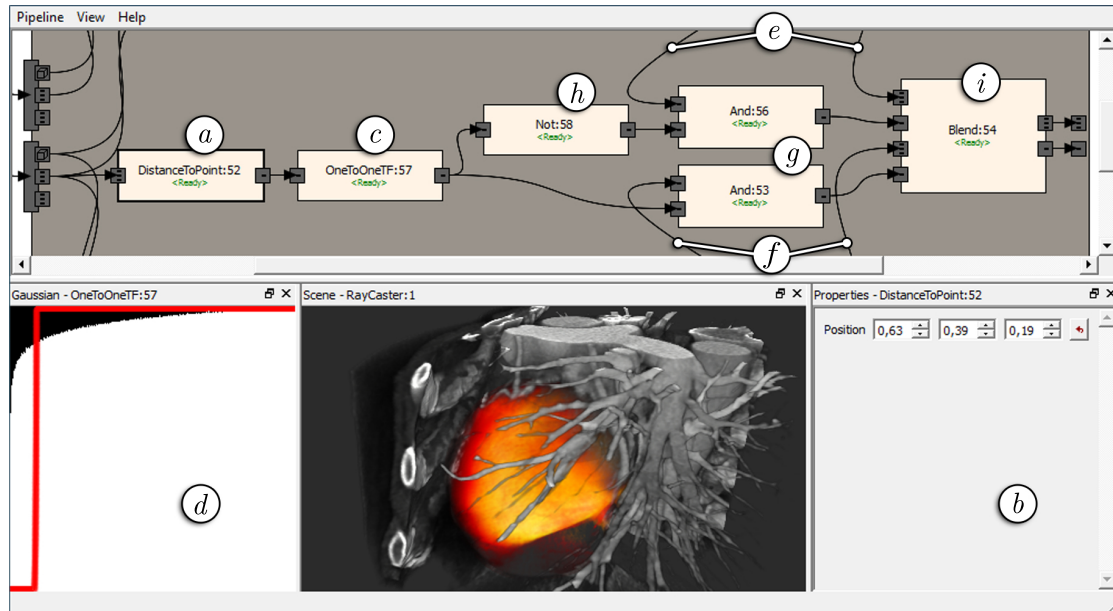 Pipeline View Help
e
h
i
a
c
And:56
<Ready>
Not:58
<Ready>
Blend:54
<Ready>
g
DistanceToPoint:52
<Ready>
OneToOneTF:57
<Ready>
And:53
<Ready>
f
Gaussian - OneToOneTF:57
Scene - RayCaster:1
Properties - DistanceToPoint:52
Position 0,63 0,39 0,19
d
b